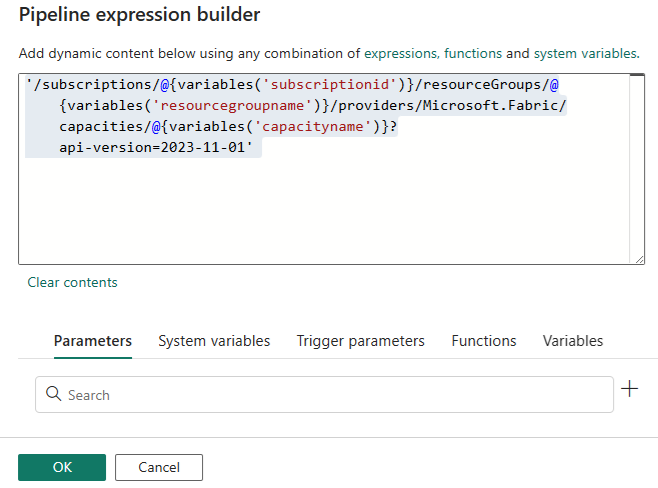 Pipeline expression builder
Add dynamic content below using any combination of expressions, functions and system variables.
'/subscriptions/@{variables('subscriptionid')}/resourceGroups/@
{variables('resourcegroupname')}/providers/Microsoft.Fabric/
capacities/@{variables('capacityname')}?
api-version=2023-11-01'
Clear contents
Parameters System variables Trigger parameters Functions Variables
Search
OK Cancel